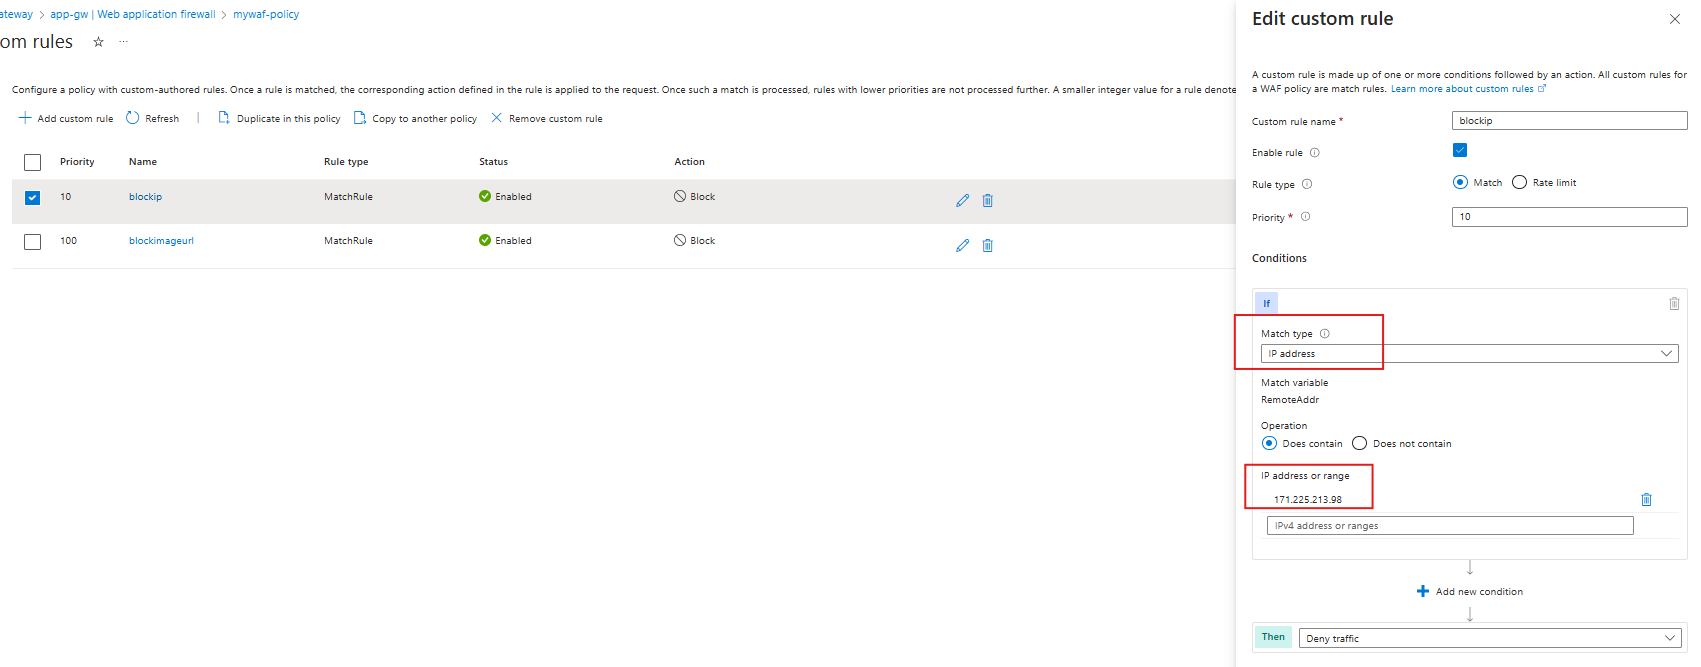 ateway > app-gw | Web application firewall > mywaf-policy
om rules
Configure a policy with custom-authored rules. Once a rule is matched, the corresponding action defined in the rule is applied to the request. Once such a match is processed, rules with lower priorities are not processed further. A smaller integer value for a rule denote
Add custom rule Refresh | Duplicate in this policy Copy to another policy Remove custom rule
Priority Name Rule type Status Action
10 blockip MatchRule Enabled Block
100 blockimageurl MatchRule Enabled Block
Edit custom rule
A custom rule is made up of one or more conditions followed by an action. All custom rules for
a WAF policy are match rules. Learn more about custom rules
Custom rule name * blockip
Enable rule
Rule type Match Rate limit
Priority * 10
Conditions
If
Match type
IP address
Match variable
RemoteAddr
Operation
Does contain Does not contain
IP address or range
171.225.213.98
IPv4 address or ranges
Add new condition
Then Deny traffic